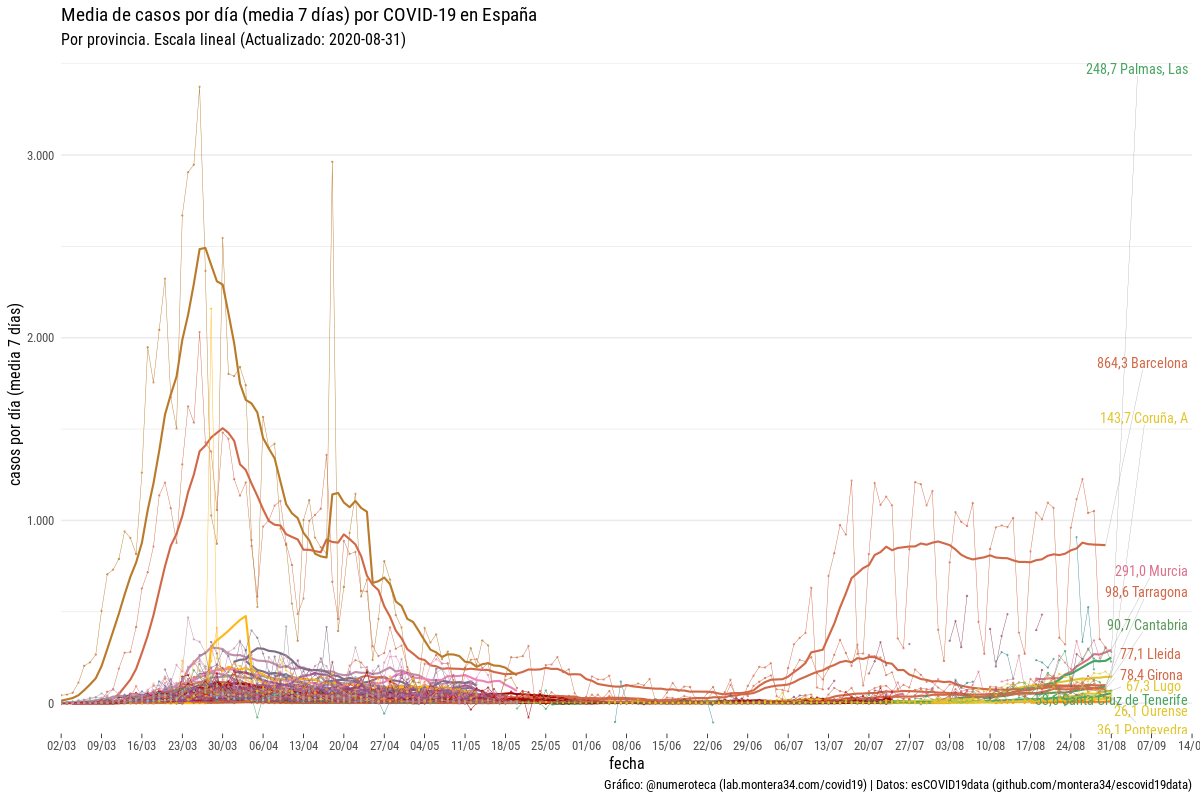 Media de casos por día (media 7 días) por COVID-19 en España
Por provincia. Escala lineal (Actualizado: 2020-08-31)
248,7 Palmas, Las
3.000
2.000
864,3 Barcelona
143,7 Coruña, A
casos por día (media 7 días)
1.000
291,0 Murcia
98,6 Tarragona
90,7 Cantabria
77,1 Lleida
78,4 Girona
67,3 Lugo
Santa Cruz de Tenerife
0
26,1 Ourense
36,1 Pontevedra
02/03 09/03 16/03 23/03 30/03 06/04 13/04 20/04 27/04 04/05 11/05 18/05 25/05 01/06 08/06 15/06 22/06 29/06 06/07 13/07 20/07 27/07 03/08 10/08 17/08 24/08 31/08 07/09 14/0
fecha
Gráfico: @numeroteca (lab.montera34.com/covid19) | Datos: esCOVID19data (github.com/montera34/escovid19data)